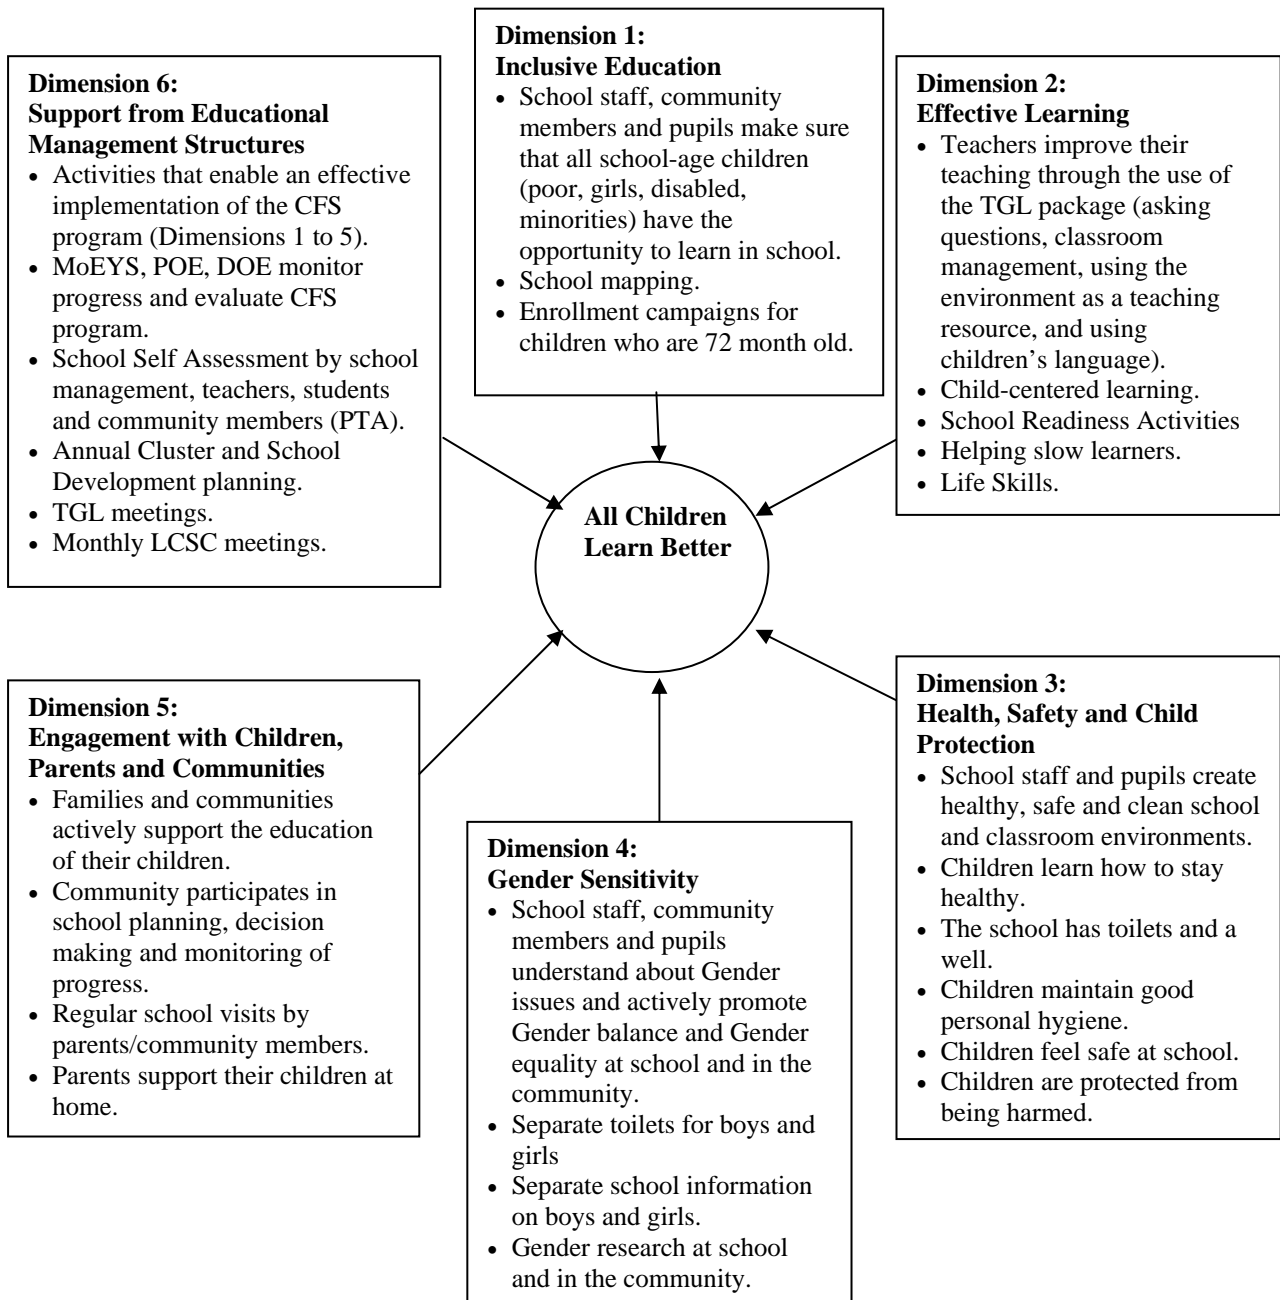 Dimension 1:
Inclusive Education
• School staff, community
members and pupils make sure
that all school-age children
(poor, girls, disabled,
minorities) have the
opportunity to learn in school.
• School mapping.
• Enrollment campaigns for
children who are 72 month old.
Dimension 6:
Support from Educational
Management Structures
• Activities that enable an effective
implementation of the CFS
program (Dimensions 1 to 5).
• MoEYS, POE, DOE monitor
progress and evaluate CFS
program.
• School Self Assessment by school
management, teachers, students
and community members (PTA).
• Annual Cluster and School
Development planning.
• TGL meetings.
• Monthly LCSC meetings.
Dimension 2:
Effective Learning
• Teachers improve their
teaching through the use of
the TGL package (asking
questions, classroom
management, using the
environment as a teaching
resource, and using
children’s language).
• Child-centered learning.
• School Readiness Activities
• Helping slow learners.
• Life Skills.
All Children
Learn Better
Dimension 5:
Engagement with Children,
Parents and Communities
• Families and communities
actively support the education
of their children.
• Community participates in
school planning, decision
making and monitoring of
progress.
• Regular school visits by
parents/community members.
• Parents support their children at
home.
Dimension 4:
Gender Sensitivity
• School staff, community
members and pupils
understand about Gender
issues and actively promote
Gender balance and Gender
equality at school and in the
community.
• Separate toilets for boys and
girls
• Separate school information
on boys and girls.
• Gender research at school
and in the community.
Dimension 3:
Health, Safety and Child
Protection
• School staff and pupils create
healthy, safe and clean school
and classroom environments.
• Children learn how to stay
healthy.
• The school has toilets and a
well.
• Children maintain good
personal hygiene.
• Children feel safe at school.
• Children are protected from
being harmed.